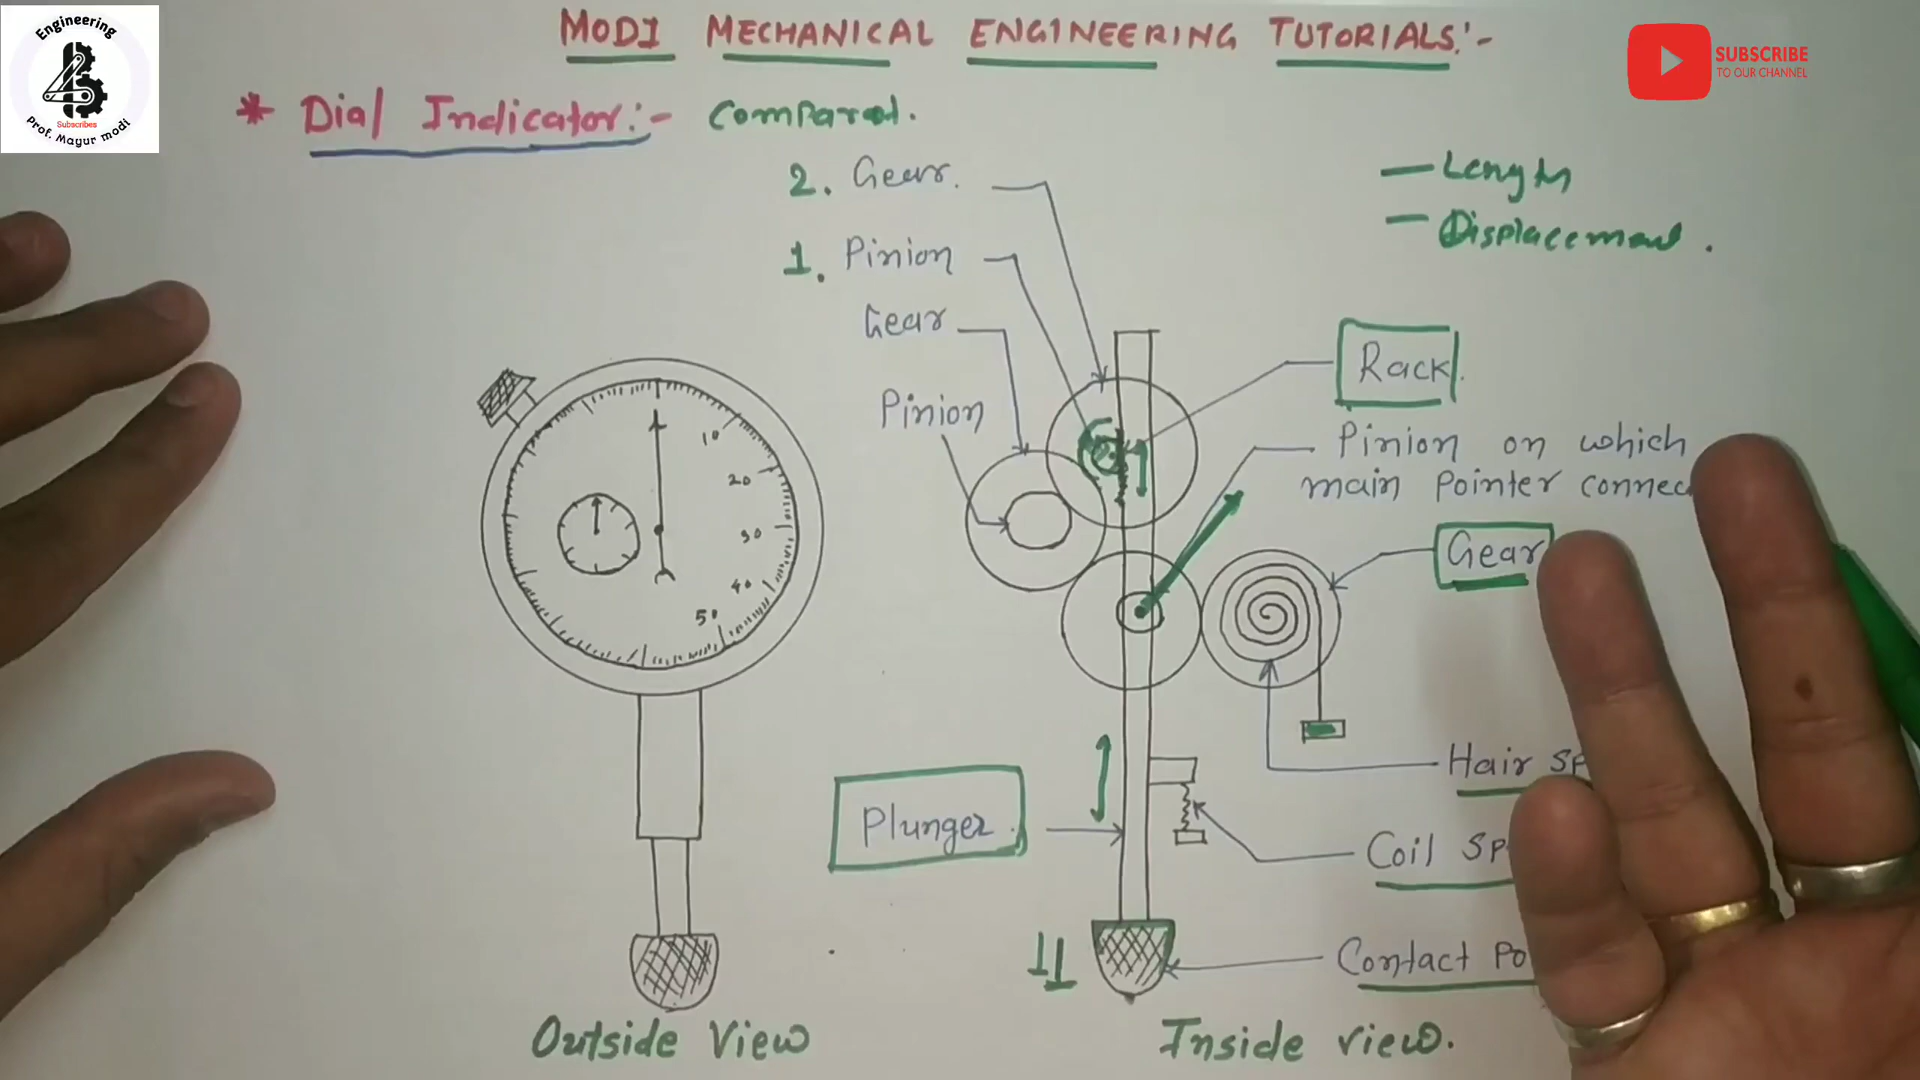 MODI MECHANICAL ENGINEERING TUTORIALS:-
Engineering
Subscribes
Prof. Mayur modi
SUBSCRIBE
TO OUR CHANNEL
* Dial Indicator:-
2. Gear.
1. Pinion
Gear
Pinion
- Length
- Displacement.
Rack.
Pinion on which
main Pointer
Gear
Hair
Coil
Plunger.
Contact
10
20
30
40
50
Outside View
Inside view.